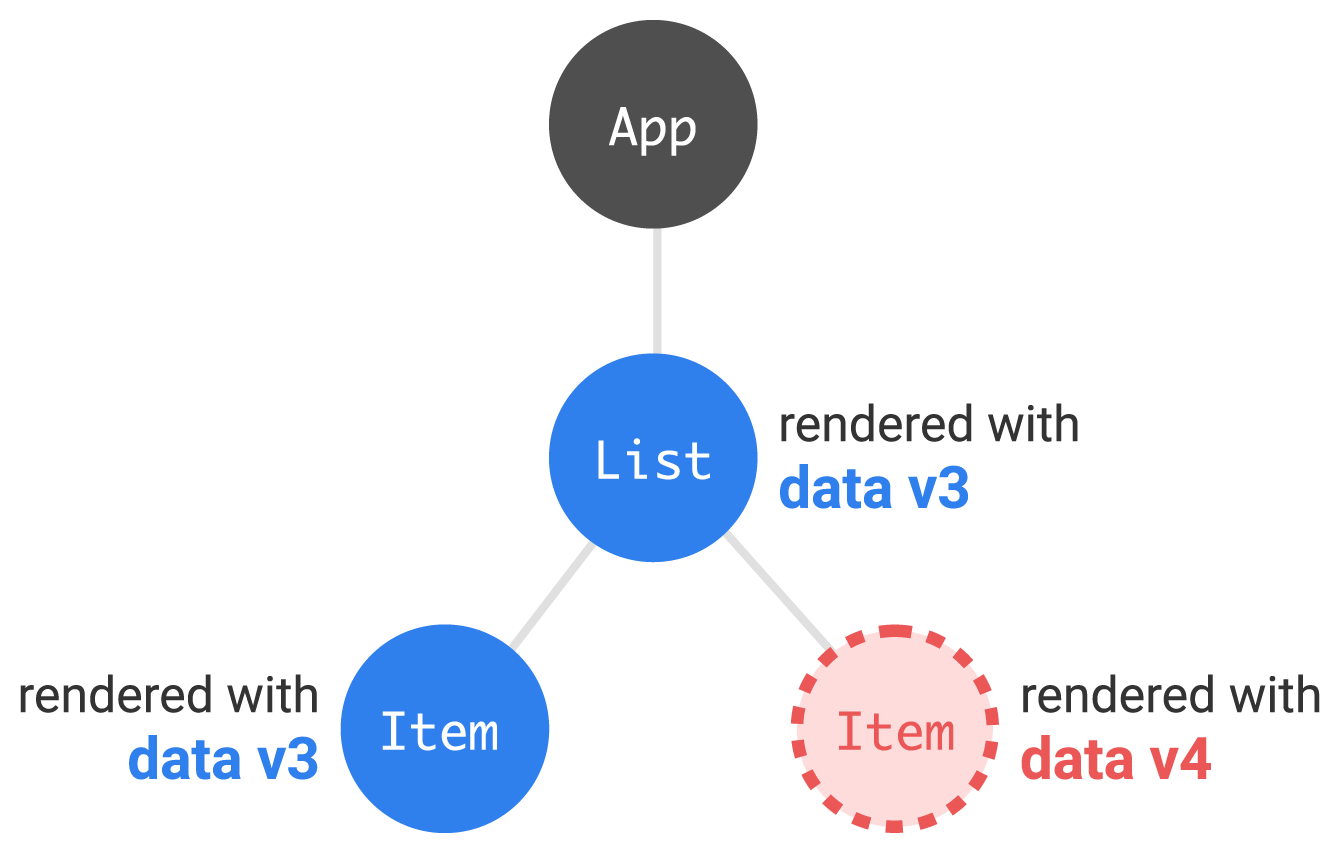 App
List
rendered with
data v3
rendered with
data v3
Item
Item
rendered with
data v4